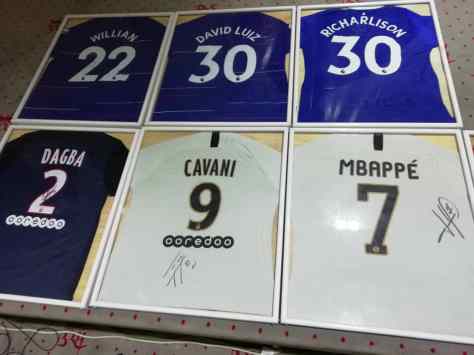 WILLIAN
22
DAVID LUIZ
30
RICHARLISON
30
DAGBA
2
ooredoo
CAVANI
9
ooredoo
MBAPPÉ
7